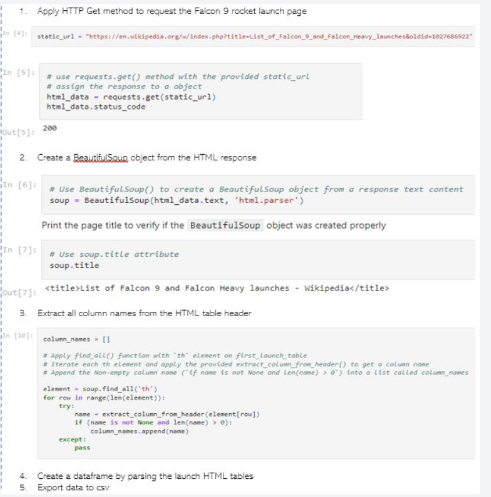 1. Apply HTTP Get method to request the Falcon 9 rocket launch page
In [4]: static_url = "https://en.wikipedia.org/w/index.php?title=List_of_Falcon_9_and_Falcon_Heavy_launches&oldid=1027686922"
In [5]: # use requests.get() method with the provided static_url
# assign the response to a object
html_data = requests.get(static_url)
html_data.status_code
Out[5]: 200
2. Create a BeautifulSoup object from the HTML response
In [6]: # Use BeautifulSoup() to create a BeautifulSoup object from a response text content
soup = BeautifulSoup(html_data.text, 'html.parser')
Print the page title to verify if the BeautifulSoup object was created properly
In [7]: # Use soup.title attribute
soup.title
Out[7]: <title>List of Falcon 9 and Falcon Heavy launches - Wikipedia</title>
3. Extract all column names from the HTML table header
In [10]: column_names = []
# Apply find_all() function with `th` element on first_launch_table
# Iterate each th element and apply the provided extract_column_from_header() to get a column name
# Append the Non-empty column name (`if name is not None and len(name) > 0`) into a list called column_names
element = soup.find_all('th')
for row in range(len(element)):
try:
name = extract_column_from_header(element[row])
if (name is not None and len(name) > 0):
column_names.append(name)
except:
pass
4. Create a dataframe by parsing the launch HTML tables
5. Export data to csv